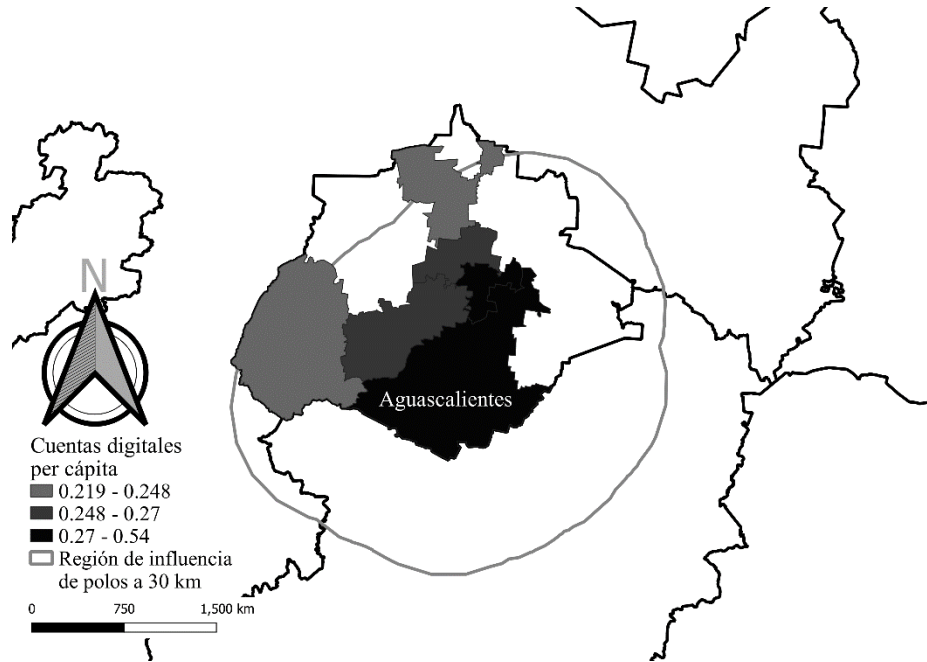 Aguascalientes
N
Cuentas digitales
per cápita
0.219 - 0.248
0.248 - 0.27
0.27 - 0.54
Región de influencia
de polos a 30 km
0 750 1,500 km